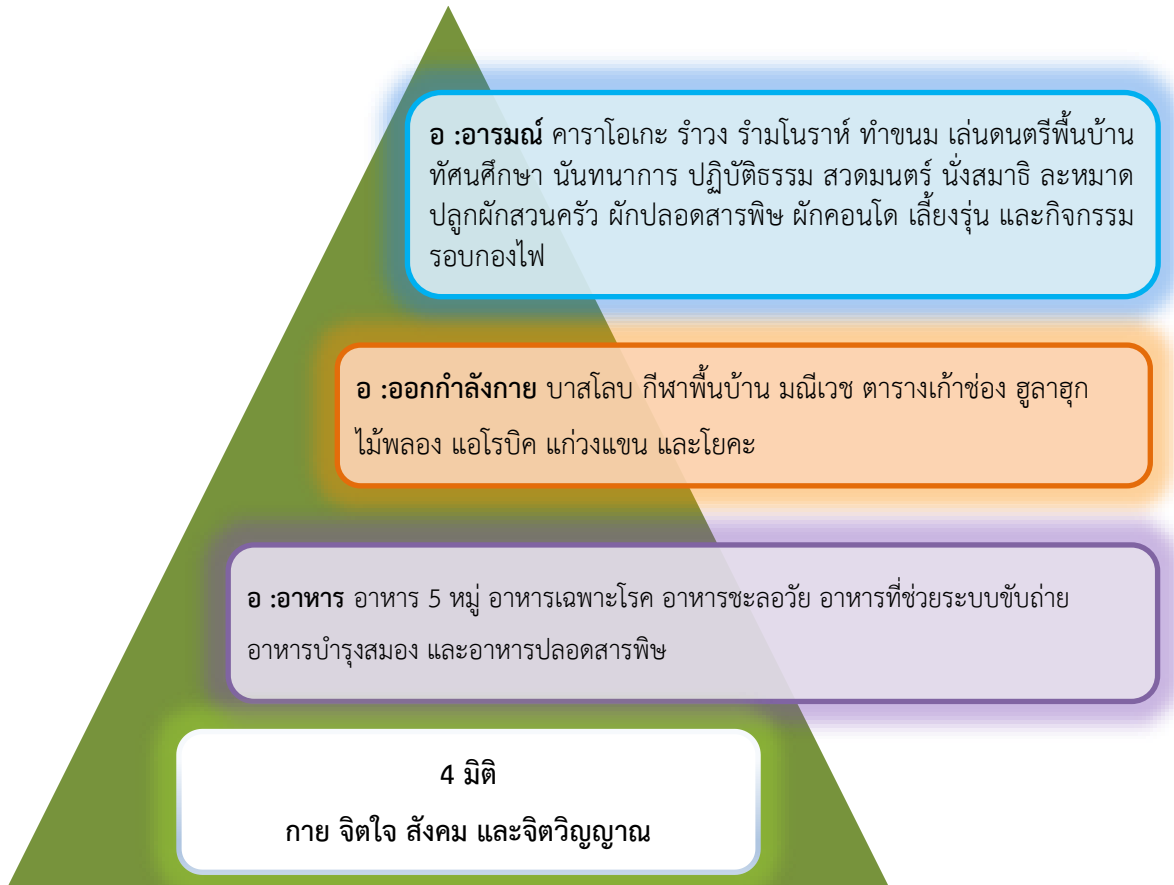 อ :อารมณ์ คาราโอเกะ รำวง รำมโนราห์ ทำขนม เล่นดนตรีพื้นบ้าน
ทัศนศึกษา นันทนาการ ปฏิบัติธรรม สวดมนตร์ นั่งสมาธิ ละหมาด
ปลูกผักสวนครัว ผักปลอดสารพิษ ผักคอนโด เลี้ยงรุ่น และกิจกรรม
รอบกองไฟ
อ :ออกกำลังกาย บาสโลบ กีฬาพื้นบ้าน มณีเวช ตารางเก้าช่อง ฮูลาฮุก
ไม้พลอง แอโรบิค แก่วงแขน และโยคะ
อ :อาหาร อาหาร 5 หมู่ อาหารเฉพาะโรค อาหารชะลอวัย อาหารที่ช่วยระบบขับถ่าย
อาหารบำรุงสมอง และอาหารปลอดสารพิษ
4 มิติ
กาย จิตใจ สังคม และจิตวิญญาณ